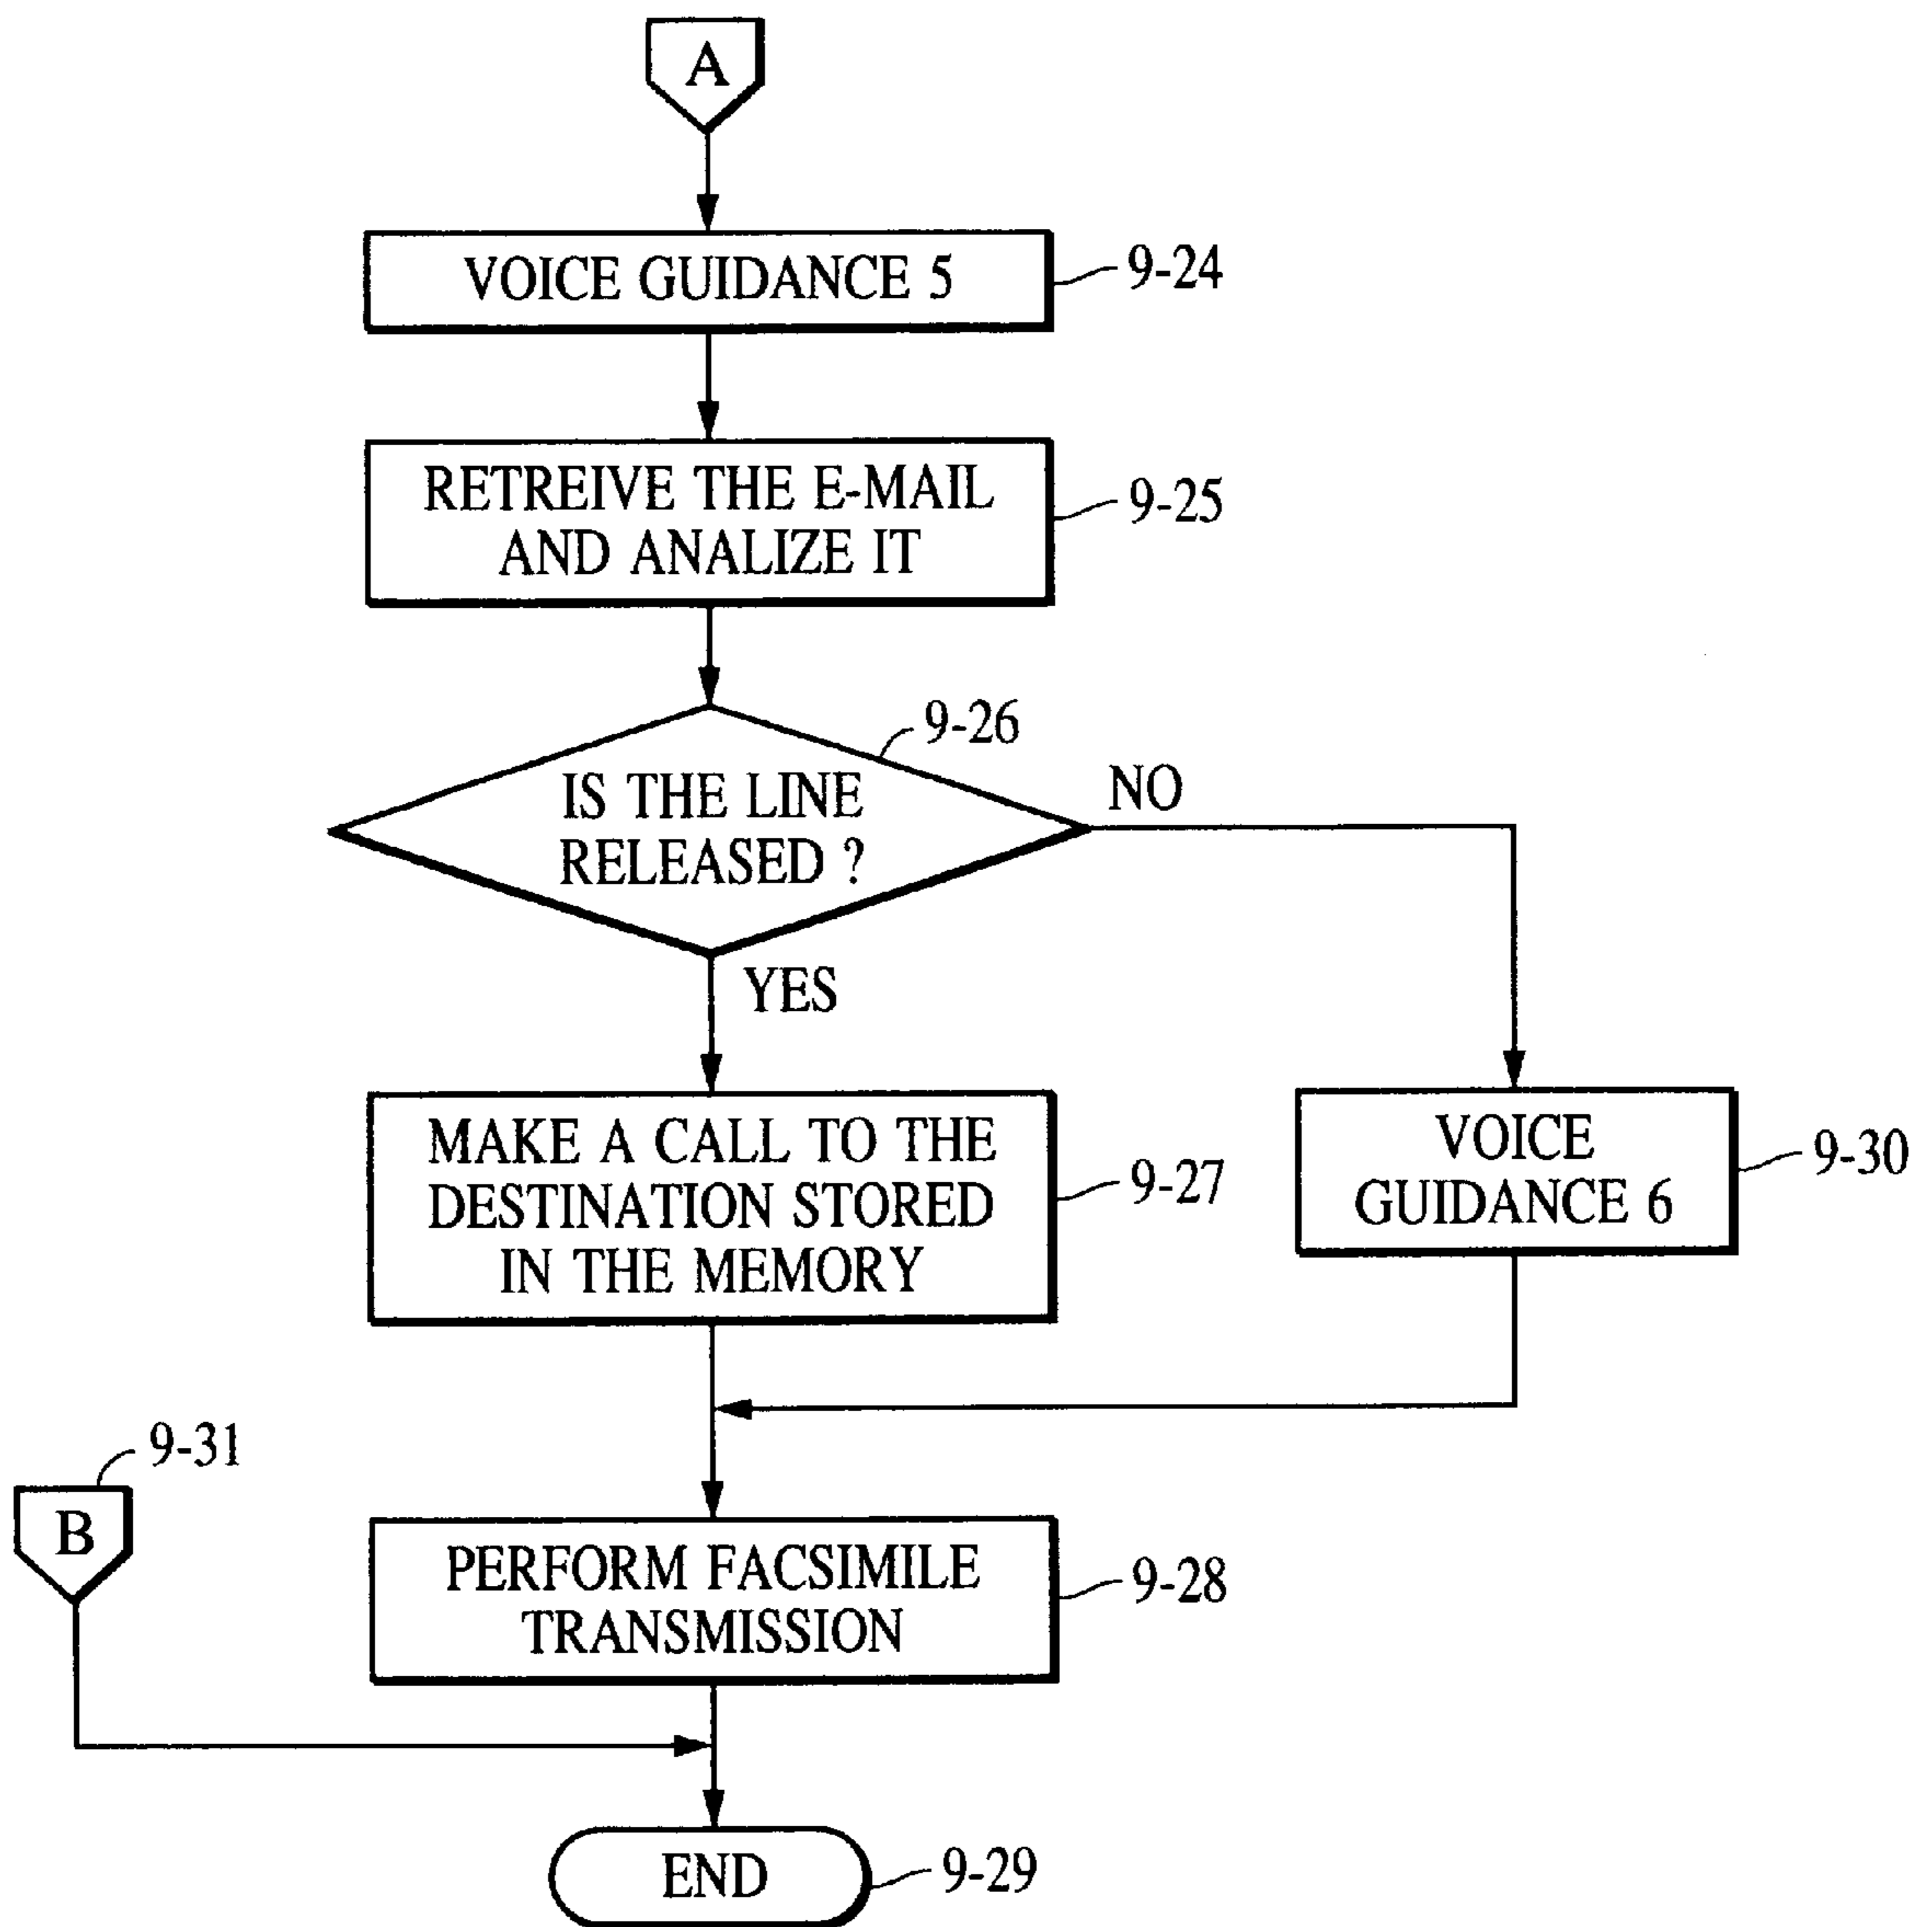 A
VOICE GUIDANCE 5
9-24
RETREIVE THE E-MAIL
AND ANALIZE IT
9-25
9-26
IS THE LINE
RELEASED ?
NO
YES
MAKE A CALL TO THE
DESTINATION STORED
IN THE MEMORY
9-27
VOICE
GUIDANCE 6
9-30
9-31
B
PERFORM FACSIMILE
TRANSMISSION
9-28
END
9-29